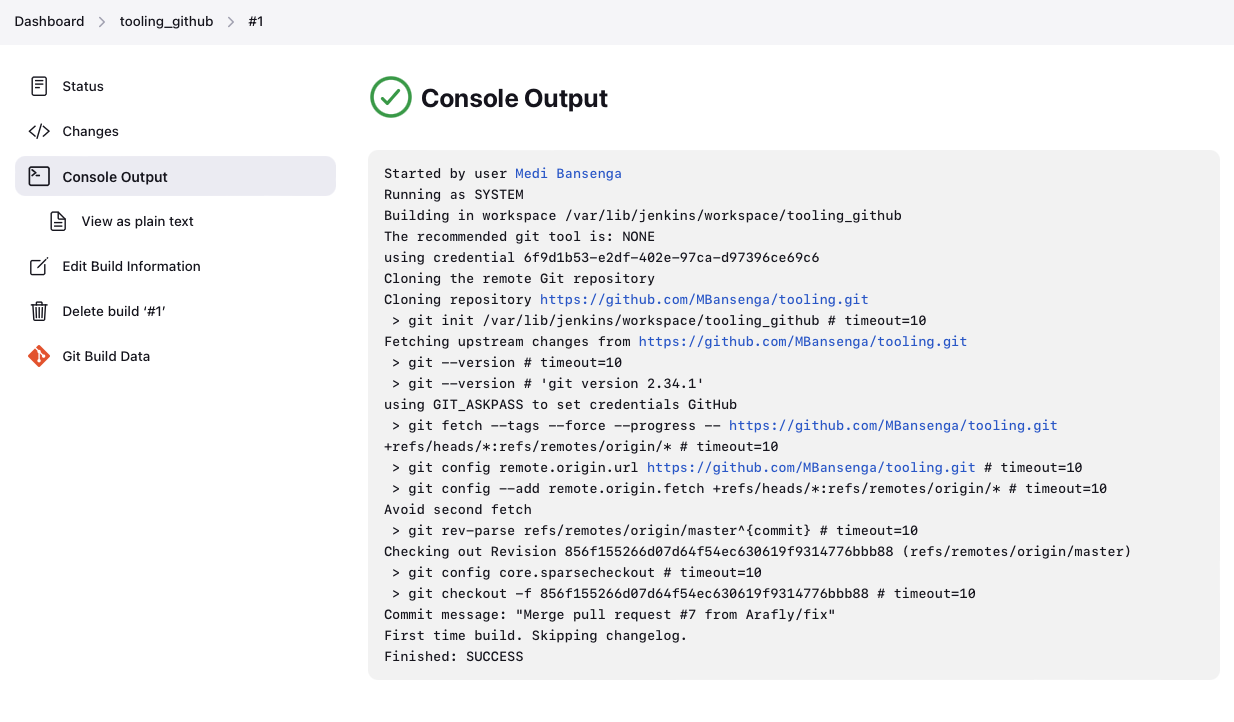 Dashboard > tooling_github > #1
Status
Changes
Console Output
View as plain text
Edit Build Information
Delete build ‘#1’
Git Build Data
Console Output
Started by user Medi Bansenga
Running as SYSTEM
Building in workspace /var/lib/jenkins/workspace/tooling_github
The recommended git tool is: NONE
using credential 6f9d1b53-e2df-402e-97ca-d97396ce69c6
Cloning the remote Git repository
Cloning repository https://github.com/MBansenga/tooling.git
 > git init /var/lib/jenkins/workspace/tooling_github # timeout=10
Fetching upstream changes from https://github.com/MBansenga/tooling.git
 > git --version # timeout=10
 > git --version # 'git version 2.34.1'
using GIT_ASKPASS to set credentials GitHub
 > git fetch --tags --force --progress -- https://github.com/MBansenga/tooling.git
+refs/heads/*:refs/remotes/origin/* # timeout=10
 > git config remote.origin.url https://github.com/MBansenga/tooling.git # timeout=10
 > git config --add remote.origin.fetch +refs/heads/*:refs/remotes/origin/* # timeout=10
Avoid second fetch
 > git rev-parse refs/remotes/origin/master^{commit} # timeout=10
Checking out Revision 856f155266d07d64f54ec630619f9314776bbb88 (refs/remotes/origin/master)
 > git config core.sparsecheckout # timeout=10
 > git checkout -f 856f155266d07d64f54ec630619f9314776bbb88 # timeout=10
Commit message: "Merge pull request #7 from Arafly/fix"
First time build. Skipping changelog.
Finished: SUCCESS